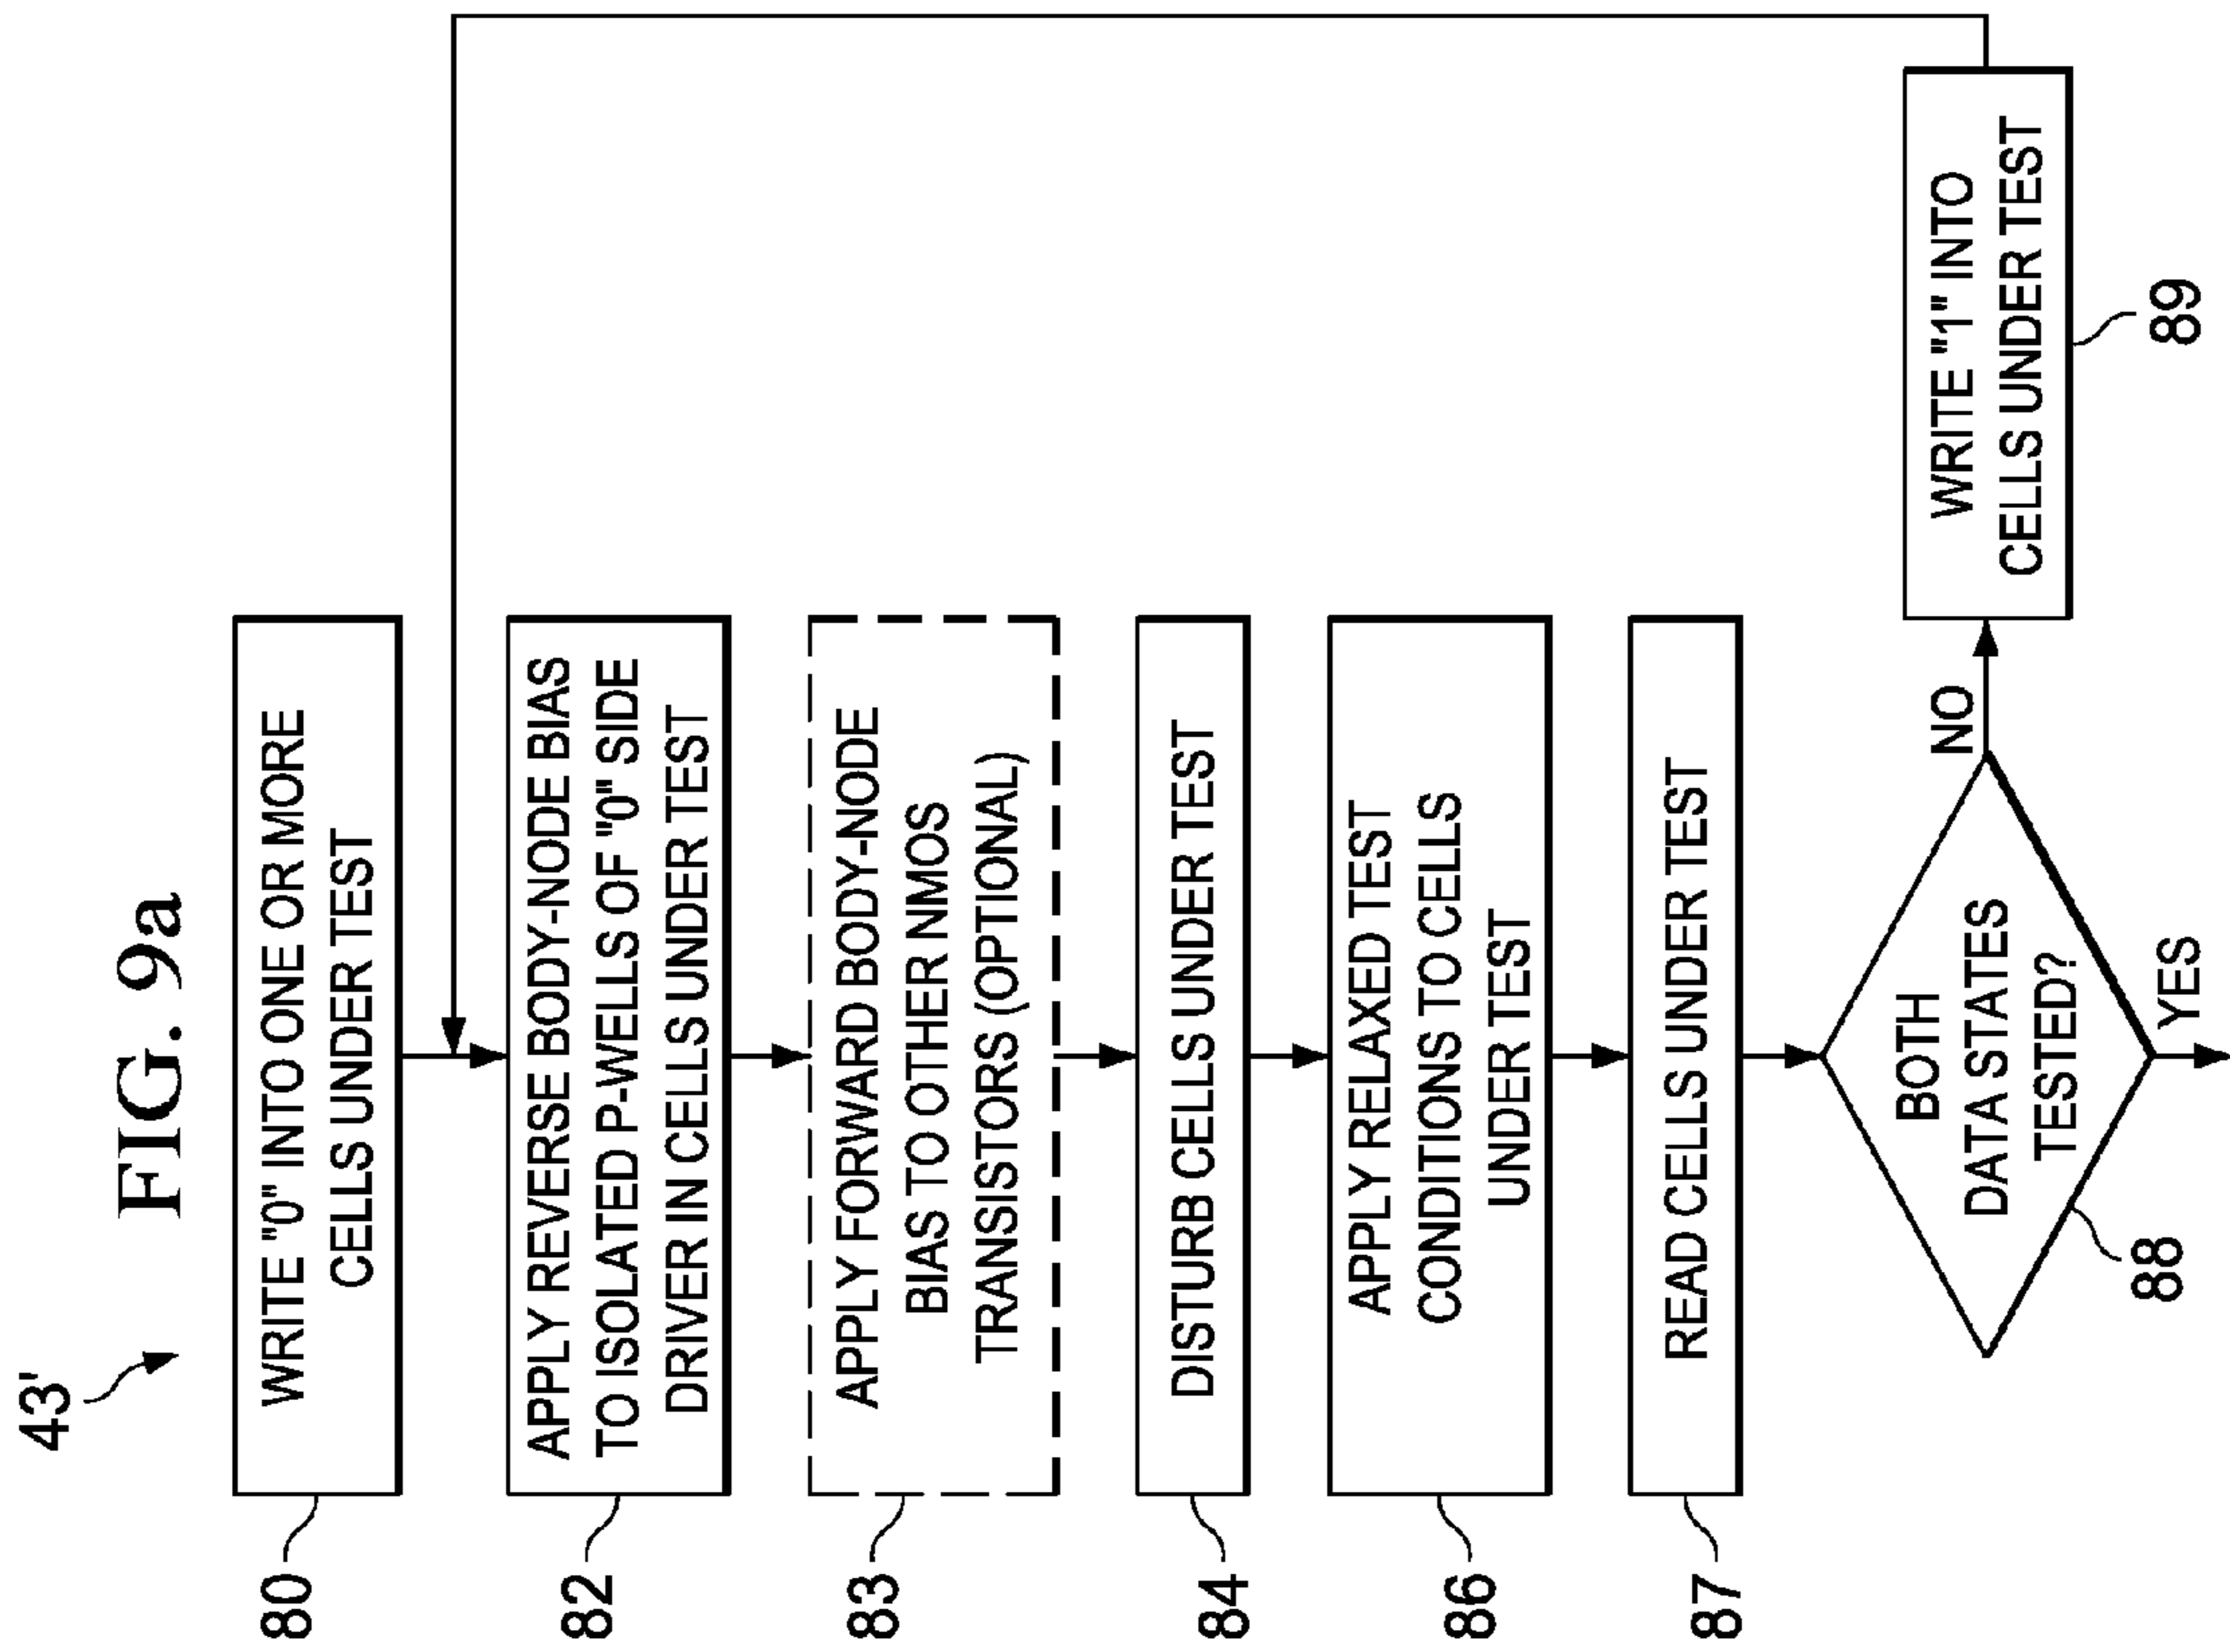 FIG. 9a
43'
WRITE "0" INTO ONE OR MORE
CELLS UNDER TEST
80
APPLY REVERSE BODY-NODE BIAS
TO ISOLATED P-WELLS OF "0" SIDE
DRIVER IN CELLS UNDER TEST
82
APPLY FORWARD BODY-NODE
BIAS TO OTHER NMOS
TRANSISTORS (OPTIONAL)
83
DISTURB CELLS UNDER TEST
84
APPLY RELAXED TEST
CONDITIONS TO CELLS
UNDER TEST
86
READ CELLS UNDER TEST
87
BOTH
DATA STATES
TESTED?
88
NO
YES
WRITE "1" INTO
CELLS UNDER TEST
89